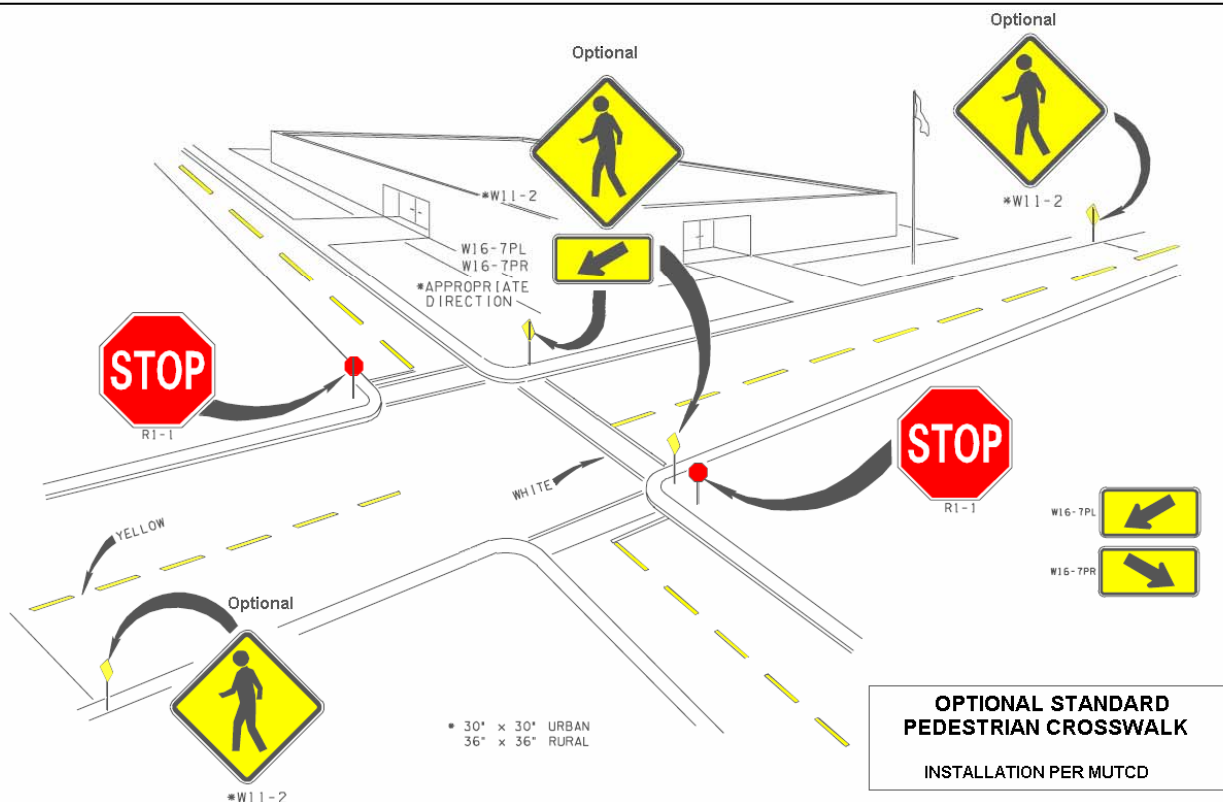 Optional
Optional
*W11-2
*W11-2
W16-7PL
W16-7PR
*APPROPRIATE
DIRECTION
STOP
R1-1
STOP
R1-1
WHITE
YELLOW
W16-7PL
W16-7PR
Optional
*W11-2
* 30" x 30" URBAN
36" x 36" RURAL
OPTIONAL STANDARD
PEDESTRIAN CROSSWALK
INSTALLATION PER MUTCD